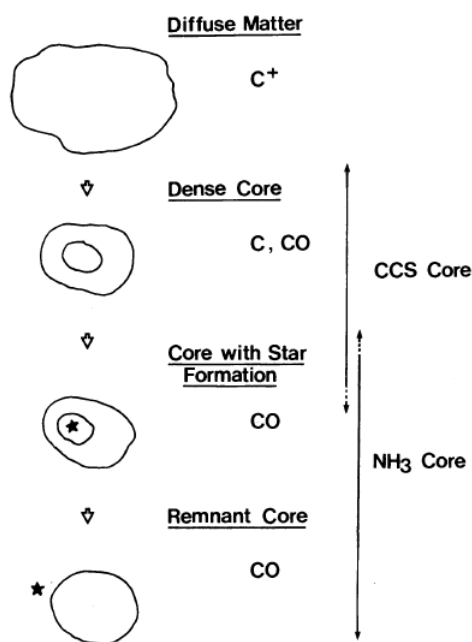 Diffuse Matter
C+
Dense Core
C, CO
CCS Core
Core with Star
Formation
CO
NH3 Core
Remnant Core
CO